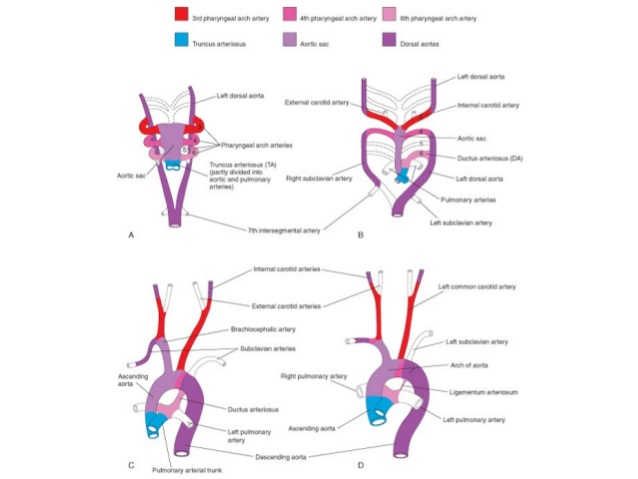 3rd pharyngeal arch artery
4th pharyngeal arch artery
6th pharyngeal arch artery
Truncus arteriosus
Aortic sac
Dorsal aortas
Left dorsal aorta
Pharyngeal arch arteries
Truncus arteriosus (TA)
(partly divided into
aortic and pulmonary
arteries)
Aortic sac
7th intersegmental artery
A
Left dorsal aorta
External carotid artery
Internal carotid artery
Aortic sac
Ductus arteriosus (DA)
Right subclavian artery
Left dorsal aorta
Pulmonary arteries
Left subclavian artery
B
Internal carotid arteries
External carotid arteries
Brachiocephalic artery
Subclavian arteries
Ascending
aorta
Ductus arteriosus
Left pulmonary
artery
Descending aorta
Pulmonary arterial trunk
C
Left common carotid artery
Left subclavian artery
Arch of aorta
Right pulmonary artery
Ligamentum arteriosum
Left pulmonary artery
Ascending aorta
D